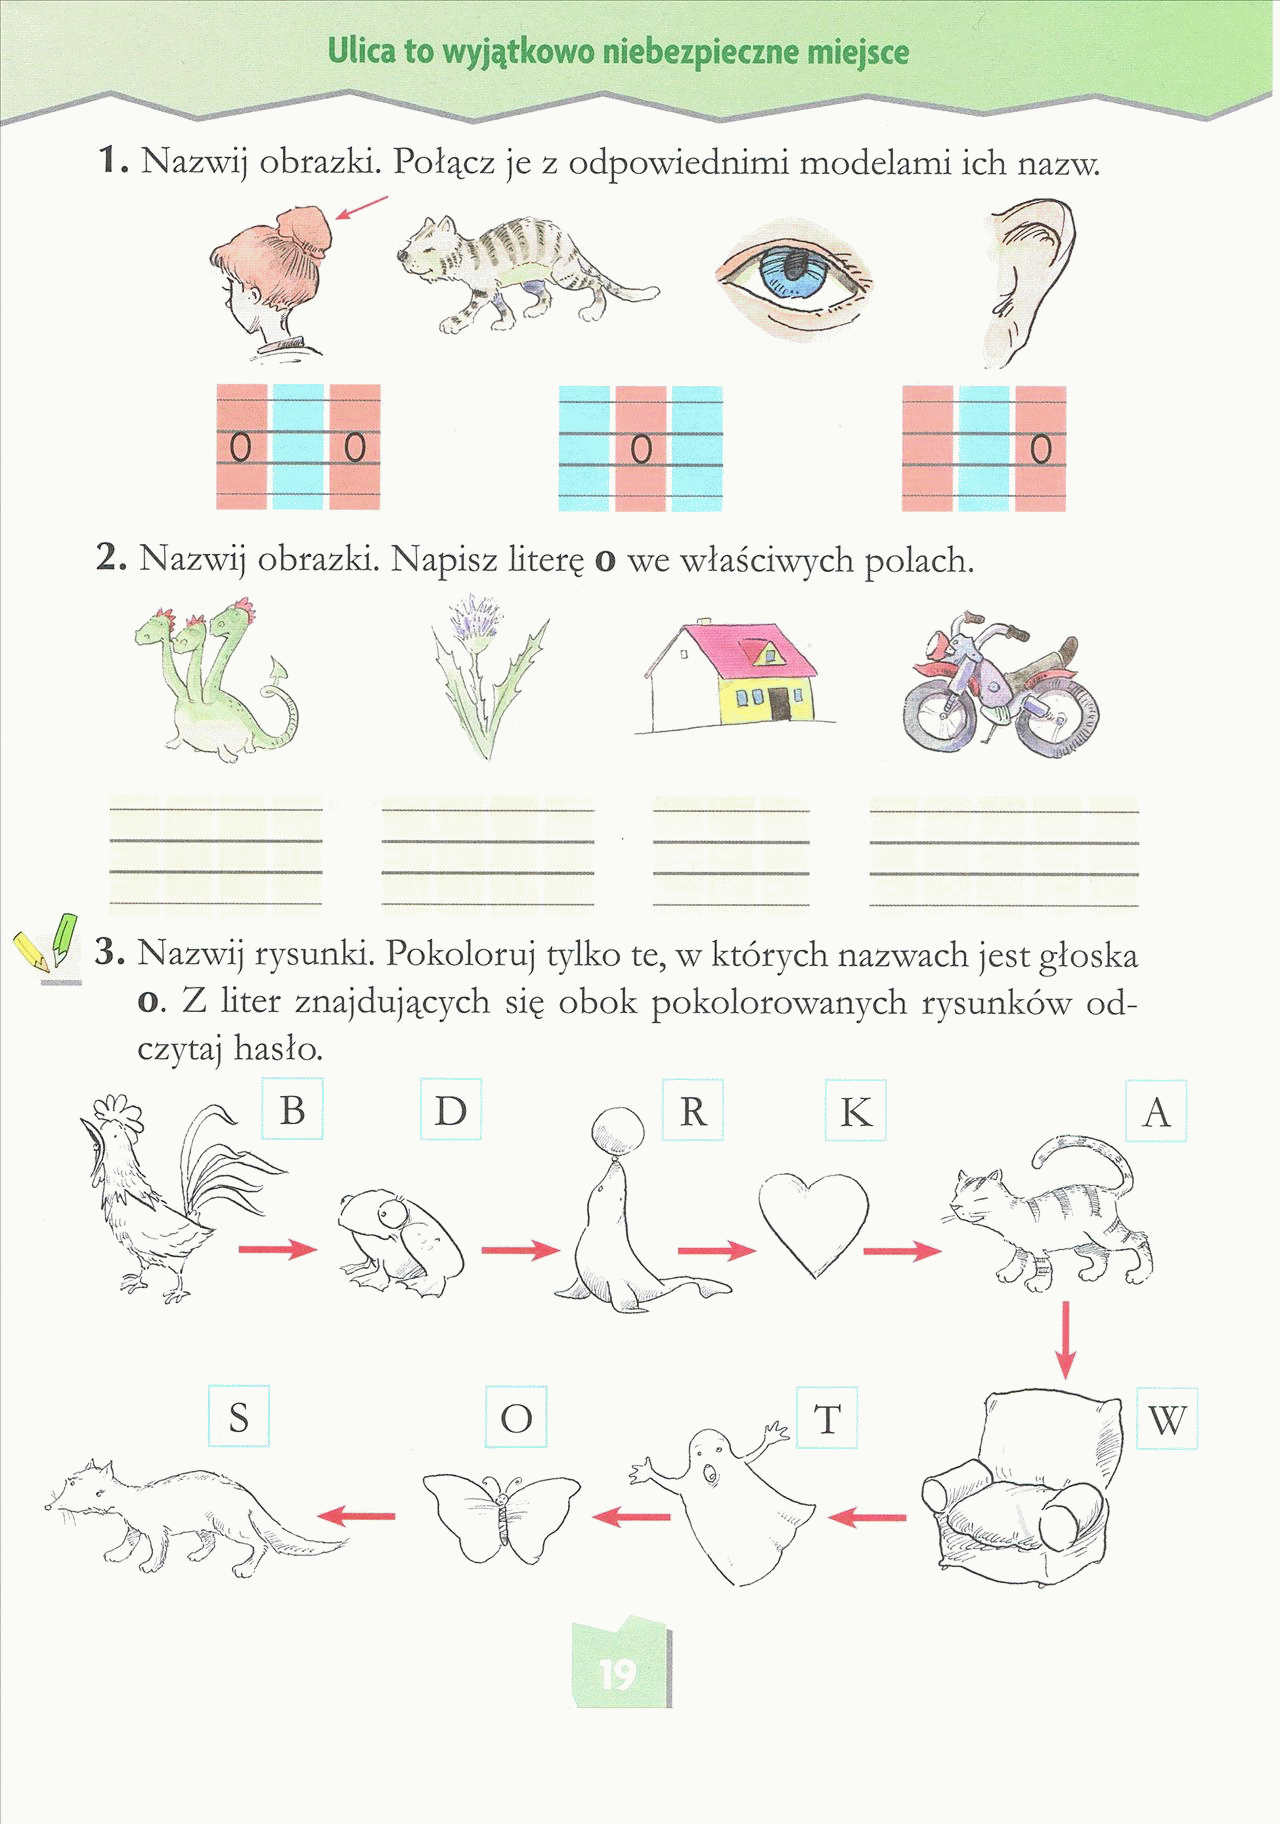 Ulica to wyjątkowo niebezpieczne miejsce
1. Nazwij obrazki. Połącz je z odpowiednimi modelami ich nazw.
o o
o
o
2. Nazwij obrazki. Napisz literę o we właściwych polach.
3. Nazwij rysunki. Pokoloruj tylko te, w których nazwach jest głoska
o. Z liter znajdujących się obok pokolorowanych rysunków od-
czytaj hasło.
B
D
R
K
A
S
O
T
W
19